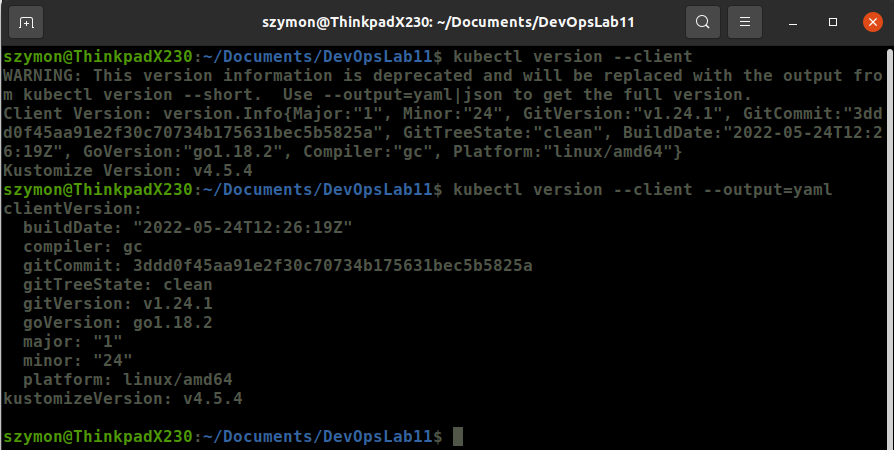 szymon@ThinkpadX230: ~/Documents/DevOpsLab11
szymon@ThinkpadX230:~/Documents/DevOpsLab11$ kubectl version --client
WARNING: This version information is deprecated and will be replaced with the output fro
m kubectl version --short.  Use --output=yaml|json to get the full version.
Client Version: version.Info{Major:"1", Minor:"24", GitVersion:"v1.24.1", GitCommit:"3dd
d0f45aa91e2f30c70734b175631bec5b5825a", GitTreeState:"clean", BuildDate:"2022-05-24T12:2
6:19Z", GoVersion:"go1.18.2", Compiler:"gc", Platform:"linux/amd64"}
Kustomize Version: v4.5.4
szymon@ThinkpadX230:~/Documents/DevOpsLab11$ kubectl version --client --output=yaml
clientVersion:
  buildDate: "2022-05-24T12:26:19Z"
  compiler: gc
  gitCommit: 3ddd0f45aa91e2f30c70734b175631bec5b5825a
  gitTreeState: clean
  gitVersion: v1.24.1
  goVersion: go1.18.2
  major: "1"
  minor: "24"
  platform: linux/amd64
kustomizeVersion: v4.5.4

szymon@ThinkpadX230:~/Documents/DevOpsLab11$